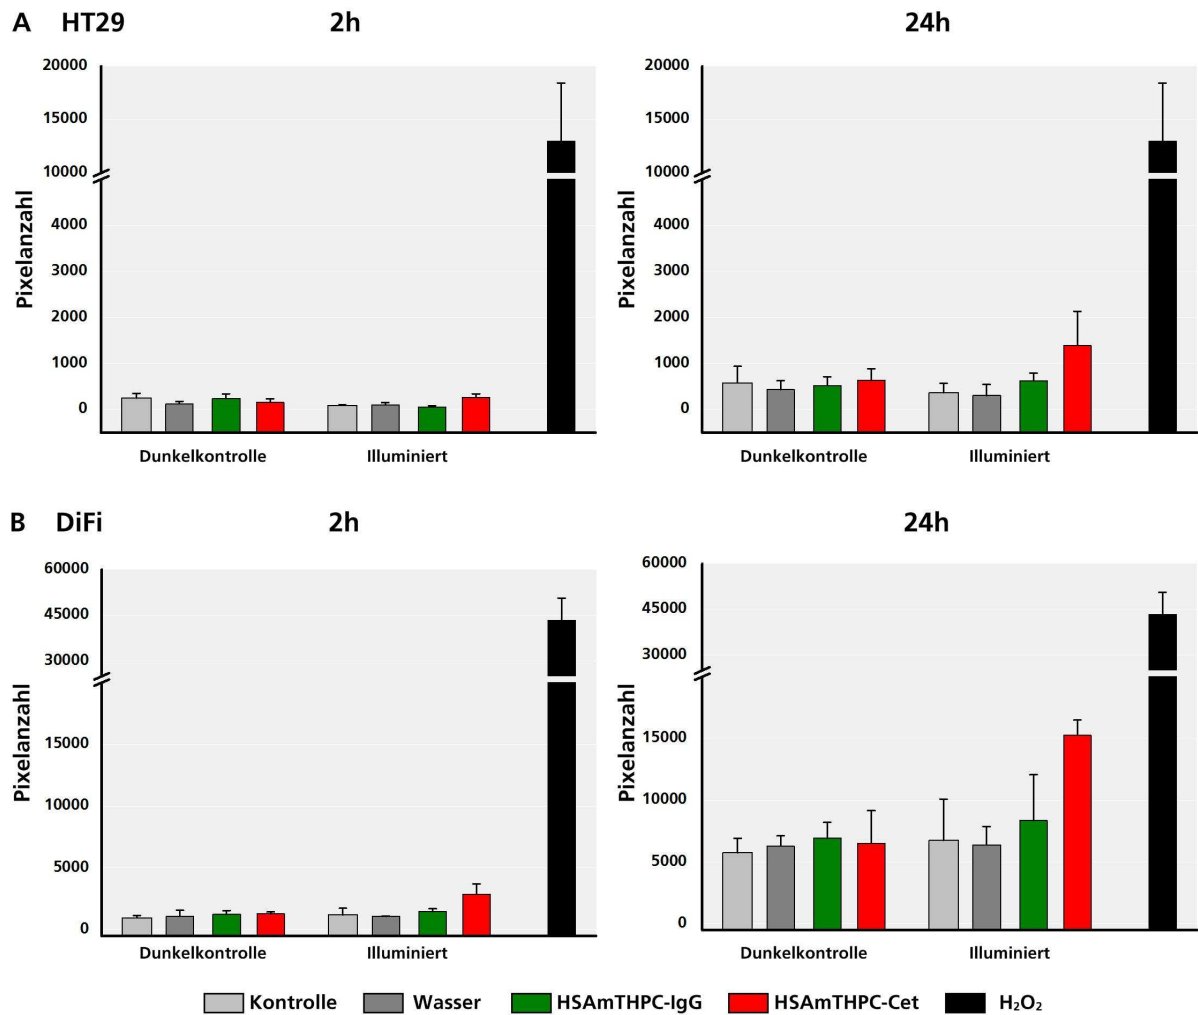 A HT29 2h 24h
20000
15000
10000
4000
3000
2000
1000
0
Pixelanzahl
Dunkelkontrolle Illuminiert
20000
15000
10000
4000
3000
2000
1000
0
Pixelanzahl
Dunkelkontrolle Illuminiert
B DiFi 2h 24h
60000
45000
30000
15000
10000
5000
0
Pixelanzahl
Dunkelkontrolle Illuminiert
60000
45000
30000
15000
10000
5000
0
Pixelanzahl
Dunkelkontrolle Illuminiert
Kontrolle Wasser HSAmTHPC-IgG HSAmTHPC-Cet H₂O₂